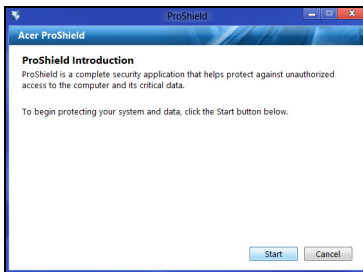 ProShield
Acer ProShield
ProShield Introduction
ProShield is a complete security application that helps protect against unauthorized
access to the computer and its critical data.
To begin protecting your system and data, click the Start button below.
Start
Cancel